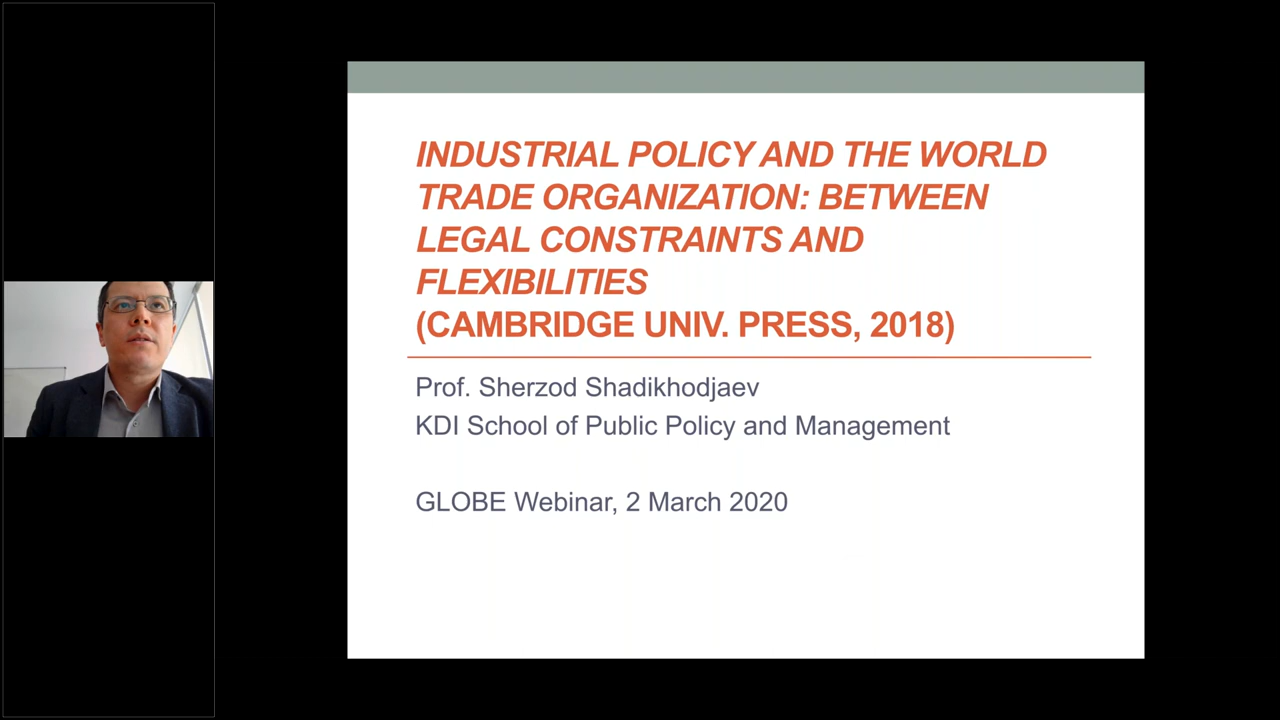 INDUSTRIAL POLICY AND THE WORLD
TRADE ORGANIZATION: BETWEEN
LEGAL CONSTRAINTS AND
FLEXIBILITIES
(CAMBRIDGE UNIV. PRESS, 2018)
Prof. Sherzod Shadikhodjaev
KDI School of Public Policy and Management
GLOBE Webinar, 2 March 2020